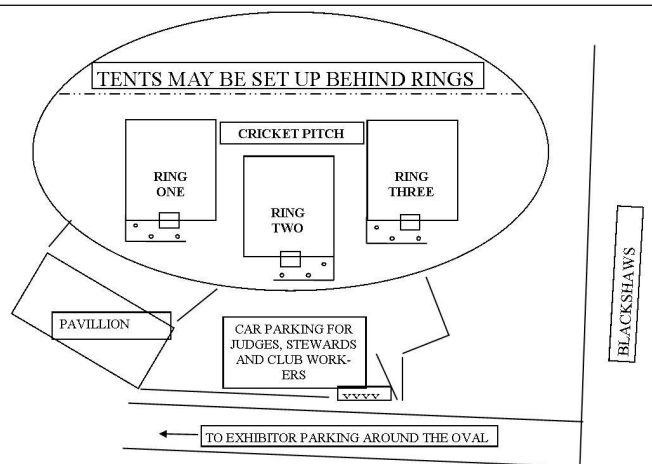 TENTS MAY BE SET UP BEHIND RINGS
CRICKET PITCH
RING
ONE
RING
TWO
RING
THREE
PAVILLION
CAR PARKING FOR
JUDGES, STEWARDS
AND CLUB WORK-
ERS
YYYY
TO EXHIBITOR PARKING AROUND THE OVAL
BLACKSHAWS